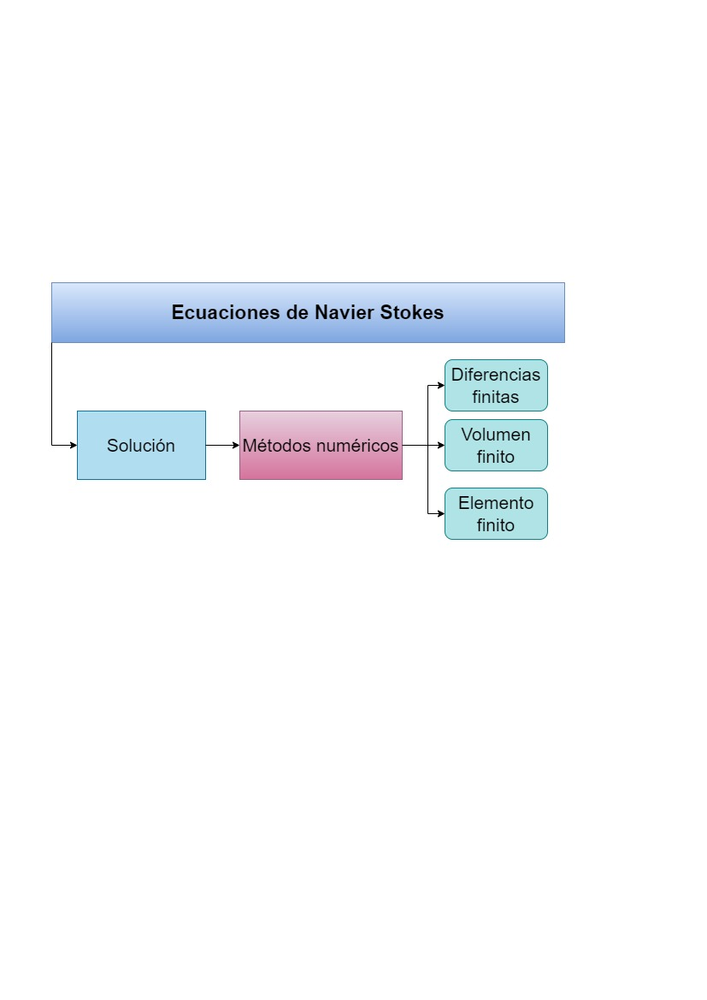 Ecuaciones de Navier Stokes
Diferencias
finitas
Solución
Métodos numéricos
Volumen
finito
Elemento
finito